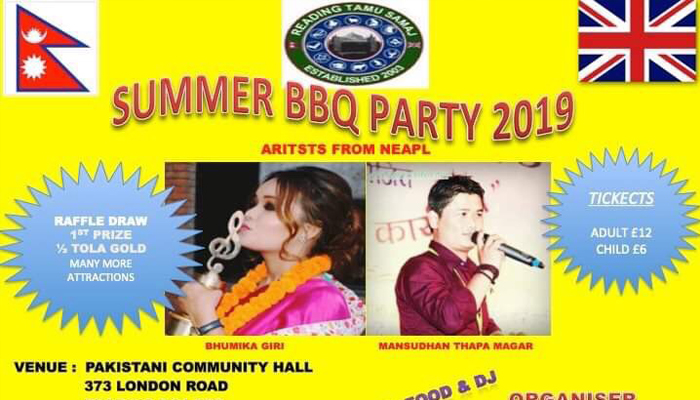 READING TAMU SAMAJ
ESTABLISHED 2003
SUMMER BBQ PARTY 2019
ARITSTS FROM NEAPL
RAFFLE DRAW
1ST PRIZE
½ TOLA GOLD
MANY MORE
ATTRACTIONS
TICKECTS
ADULT £12
CHILD £6
का
BHUMIKA GIRI
MANSUDHAN THAPA MAGAR
VENUE : PAKISTANI COMMUNITY HALL
373 LONDON ROAD
FOOD & DJ
ORGANISER